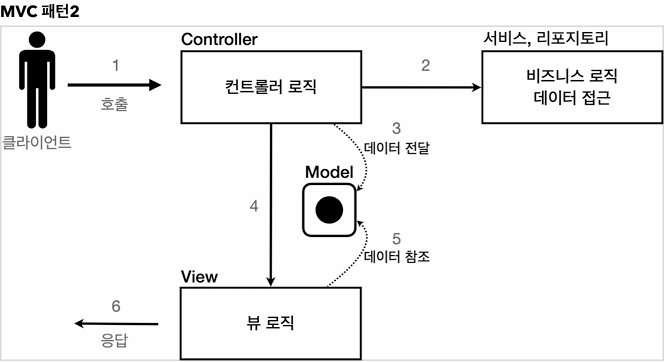 MVC 패턴2
Controller
서비스, 리포지토리
1
호출
컨트롤러 로직
2
비즈니스 로직
데이터 접근
클라이언트
3
데이터 전달
Model
4
5
데이터 참조
View
뷰 로직
6
응답